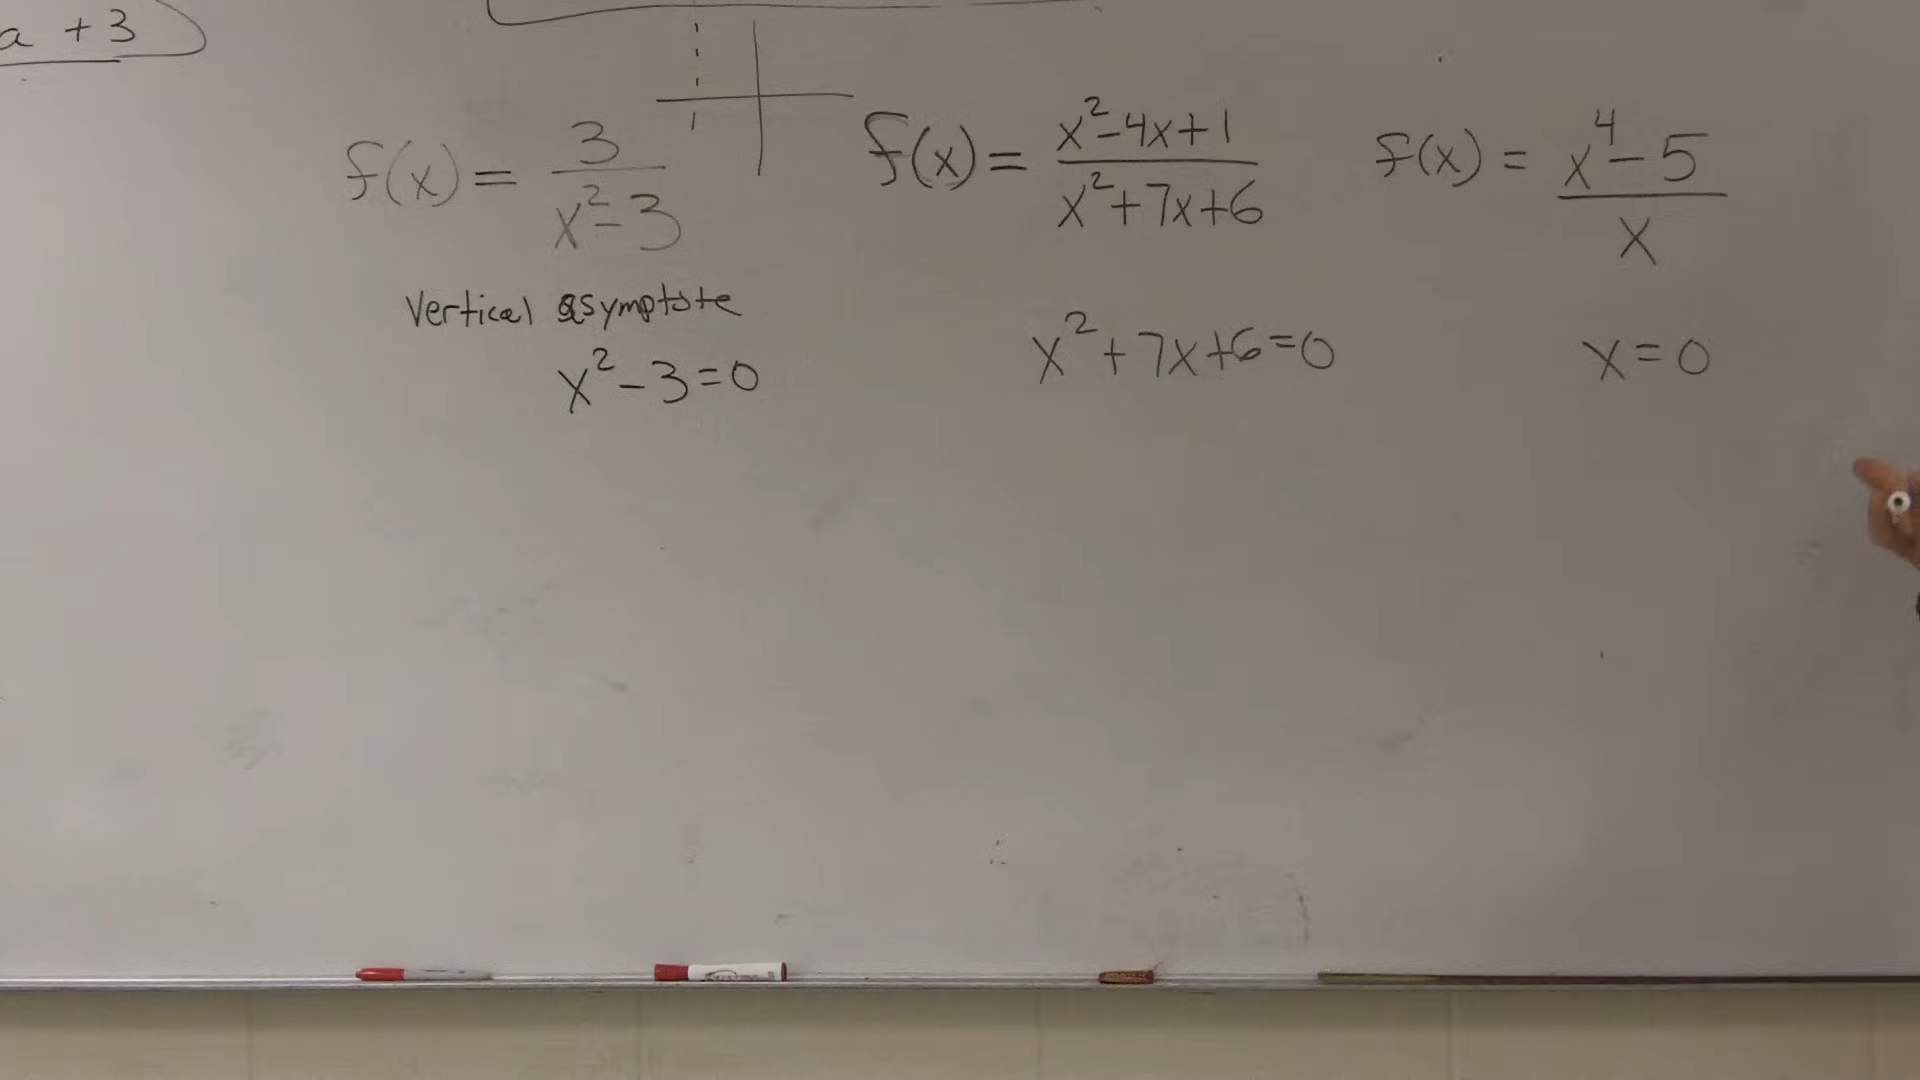 a + 3
f(x) = 3 / (x² - 3)
f(x) = (x² - 4x + 1) / (x² + 7x + 6)
f(x) = (x⁴ - 5) / x
Vertical asymptote
x² - 3 = 0
x² + 7x + 6 = 0
x = 0